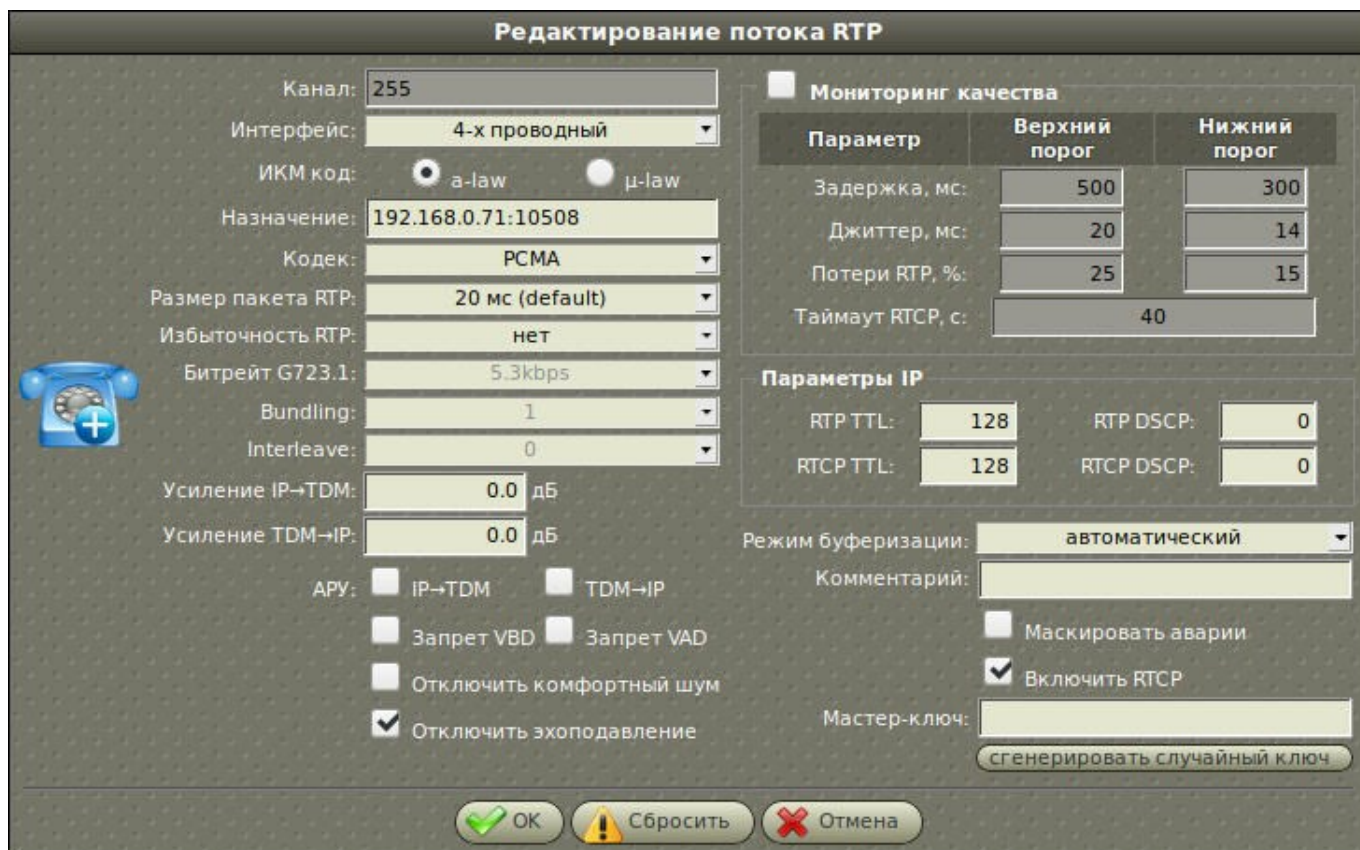 Редактирование потока RTP
Канал: 255
Интерфейс: 4-х проводный
ИКМ код: a-law µ-law
Назначение: 192.168.0.71:10508
Кодек: PCMA
Размер пакета RTP: 20 мс (default)
Избыточность RTP: нет
Битрейт G723.1: 5.3kbps
Bundling: 1
Interleave: 0
Усиление IP→TDM: 0.0 дБ
Усиление TDM→IP: 0.0 дБ
АРУ: IP→TDM TDM→IP
Запрет VBD Запрет VAD
Отключить комфортный шум
Отключить эхоподавление
Мониторинг качества
Параметр Верхний порог Нижний порог
Задержка, мс: 500 300
Джиттер, мс: 20 14
Потери RTP, %: 25 15
Таймаут RTCP, с: 40
Параметры IP
RTP TTL: 128 RTP DSCP: 0
RTCP TTL: 128 RTCP DSCP: 0
Режим буферизации: автоматический
Комментарий:
Маскировать аварии
Включить RTCP
Мастер-ключ:
сгенерировать случайный ключ
OK Сбросить Отмена